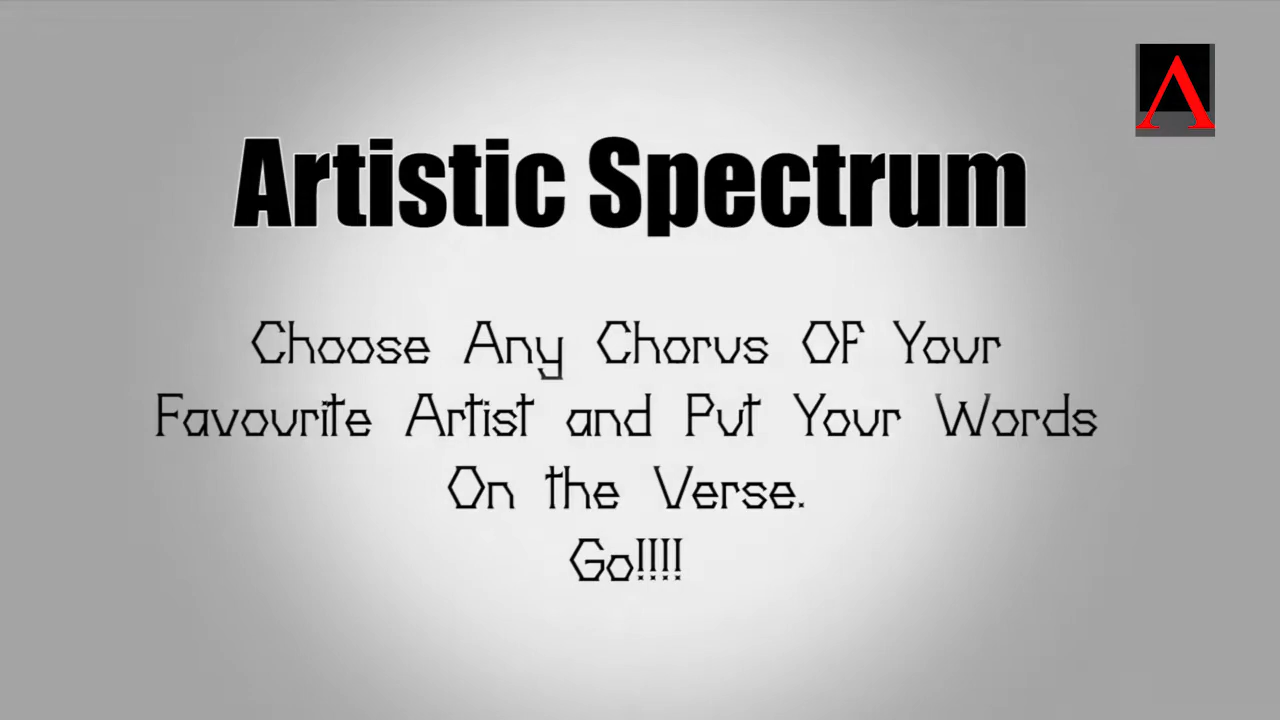 Artistic Spectrum
Choose Any Chorus OF Your
Favourite Artist and Put Your Words
On the Verse.
Go!!!!